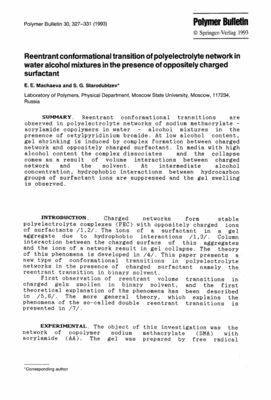 Polymer Bulletin 30, 327–331 (1993)
Polymer Bulletin
© Springer-Verlag 1993
Reentrant conformational transition of polyelectrolyte network in
water alcohol mixtures in the presence of oppositely charged
surfactant
E. E. Machaeva and S. G. Starodubtzev*
Laboratory of Polymers, Physical Department, Moscow State University, Moscow, 117234,
Russia
SUMMARY. Reentrant conformational transitions are
observed in polyelectrolyte networks of sodium methacrylate -
acrylamide copolymers in water - alcohol mixtures in the
presence of cetylpyridinium bromide. At low alcohol content,
gel shrinking is induced by complex formation between charged
network and oppositely charged surfactant. In media with high
alcohol content the complex dissociates and the collapse
comes as a result of volume interactions between charged
network and the solvent. At intermediate alcohol
concentration, hydrophobic interactions between hydrocarbon
groups of surfactant ions are suppressed and the gel swelling
is observed.
INTRODUCTION. Charged networks form stable
polyelectrolyte complexes (PEC) with oppositely charged ions
of surfactants /1,2/. The ions of a surfactant in a gel
aggregate due to hydrophobic interactions /1,3/. Column
interaction between the charged surface of this aggregates
and the ions of a network result in gel collapse. The theory
of this phenomena is developed in /4/. This paper presents a
new type of conformational transitions in polyelectrolyte
networks in the presence of charged surfactant namely the
reentrant transition in binary solvent.
First observation of reentrant volume transitions in
charged gels swollen in binary solvent, and the first
theoretical explanation of the phenomena has been described
in /5,6/. The more general theory, which explains the
phenomena of the so-called double reentrant transitions is
presented in /7/.
EXPERIMENTAL. The object of this investigation was the
network of copolymer sodium methacrylate (SMA) with
acrylamide (AA). The gel was prepared by free radical
*Corresponding author